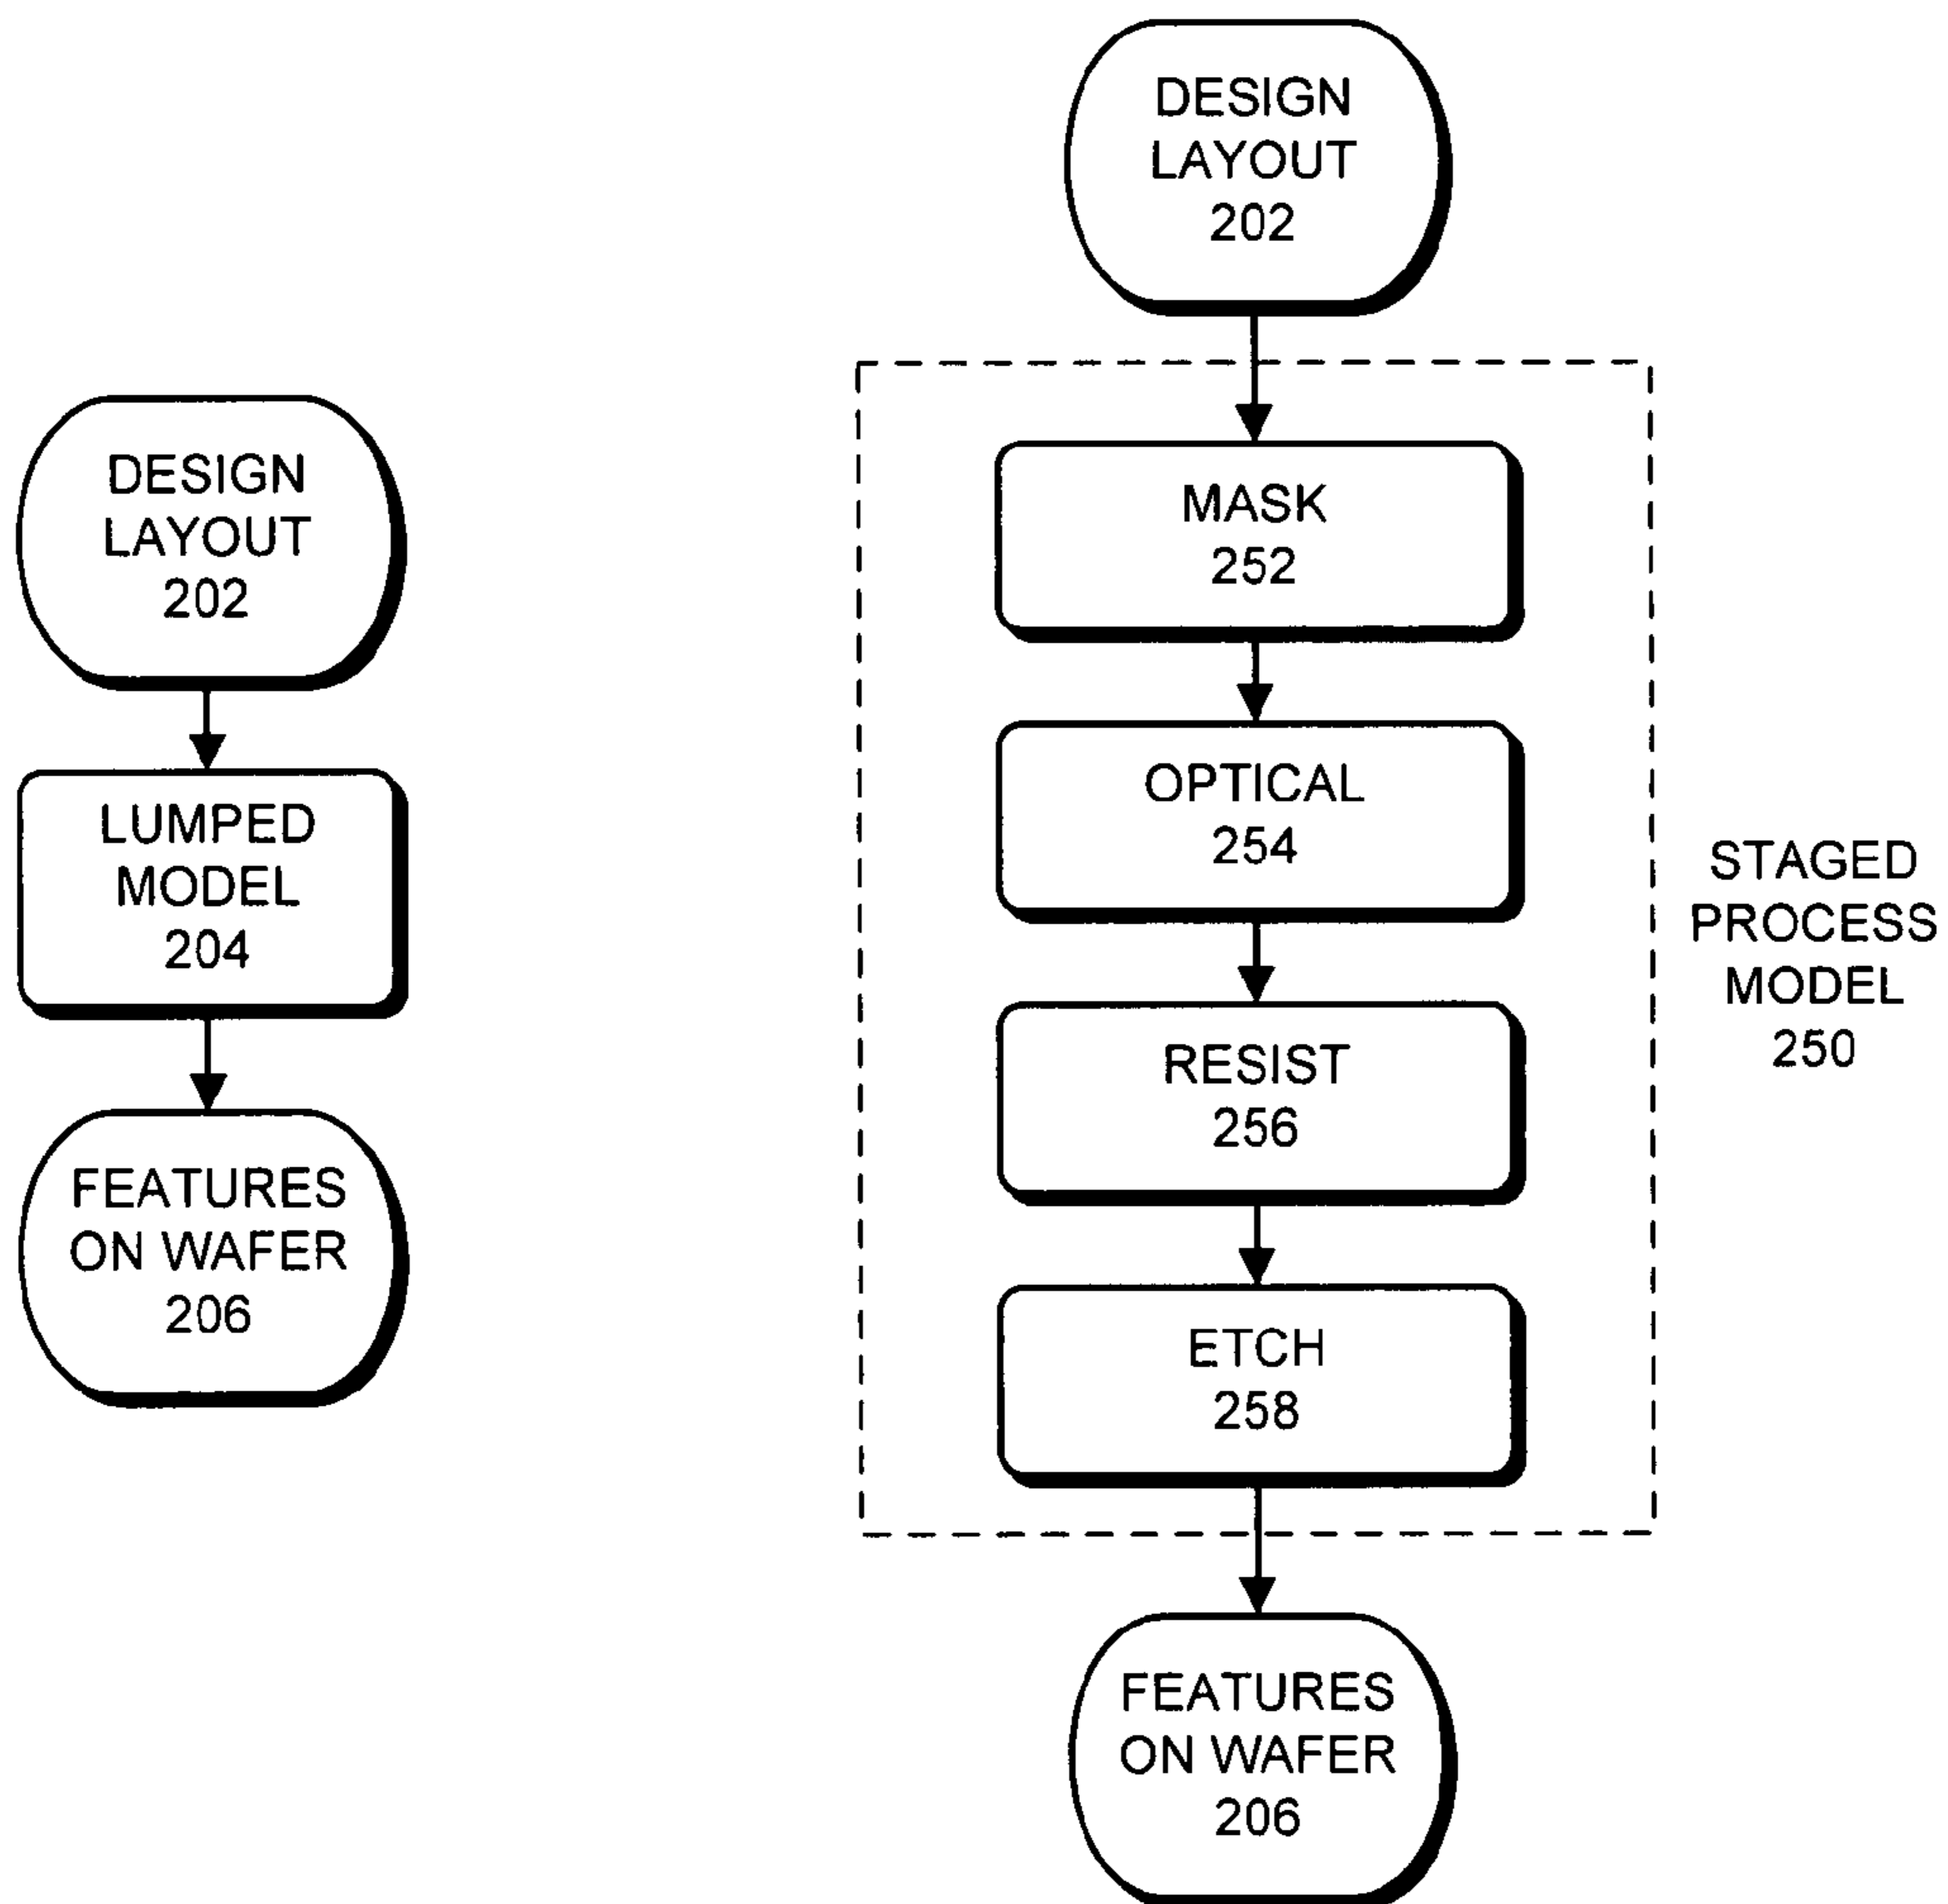 DESIGN
LAYOUT
202
LUMPED
MODEL
204
FEATURES
ON WAFER
206
DESIGN
LAYOUT
202
MASK
252
OPTICAL
254
RESIST
256
ETCH
258
FEATURES
ON WAFER
206
STAGED
PROCESS
MODEL
250